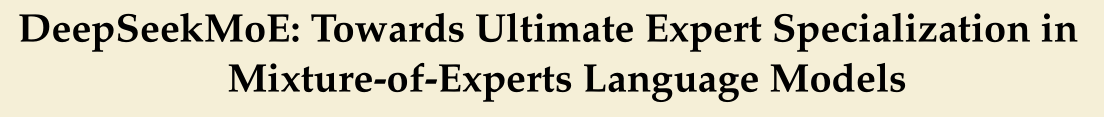 DeepSeekMoE: Towards Ultimate Expert Specialization in
Mixture-of-Experts Language Models